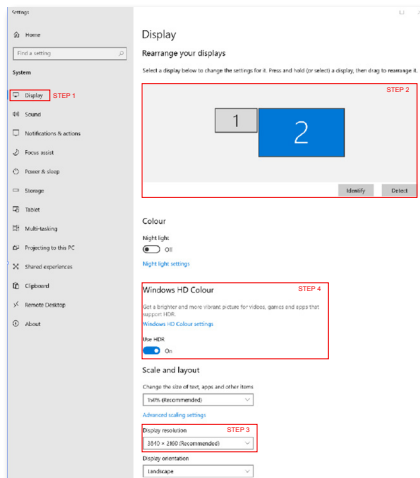 Settings
Home
Find a setting
System
Display STEP 1
Sound
Notifications & actions
Focus assist
Power & sleep
Storage
Tablet
Multi-tasking
Projecting to this PC
Shared experiences
Clipboard
Remote Desktop
About
Display
Rearrange your displays
Select a display below to change the settings for it. Press and hold (or select) a display, then drag to rearrange it.
STEP 2
1
2
Identify Detect
Colour
Night light
Off
Night light settings
Windows HD Colour STEP 4
Get a brighter and more vibrant picture for videos, games and apps that
support HDR.
Windows HD Colour settings
Use HDR
On
Scale and layout
Change the size of text, apps and other items
150% (Recommended)
Advanced scaling settings
Display resolution STEP 3
3840 × 2160 (Recommended)
Display orientation
Landscape